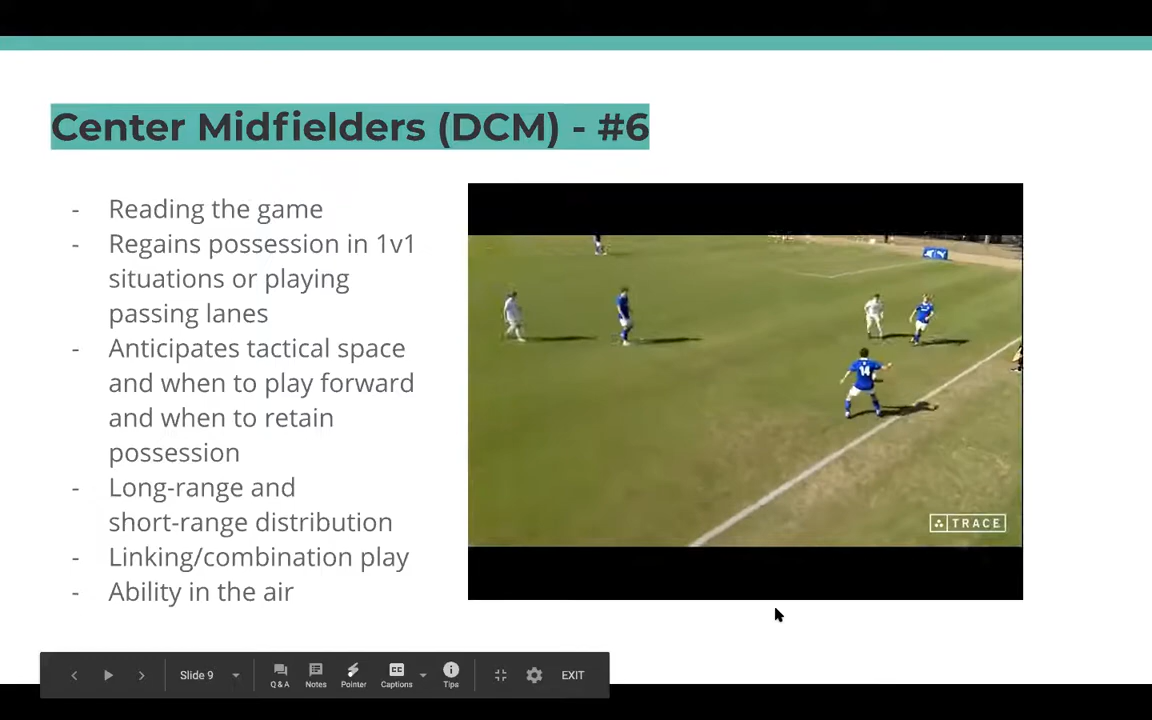 Center Midfielders (DCM) - #6
- Reading the game
- Regains possession in 1v1
situations or playing
passing lanes
- Anticipates tactical space
and when to play forward
and when to retain
possession
- Long-range and
short-range distribution
- Linking/combination play
- Ability in the air
14
TRACE
Slide 9
Q & A
Notes
Pointer
CC
Captions
Tips
EXIT